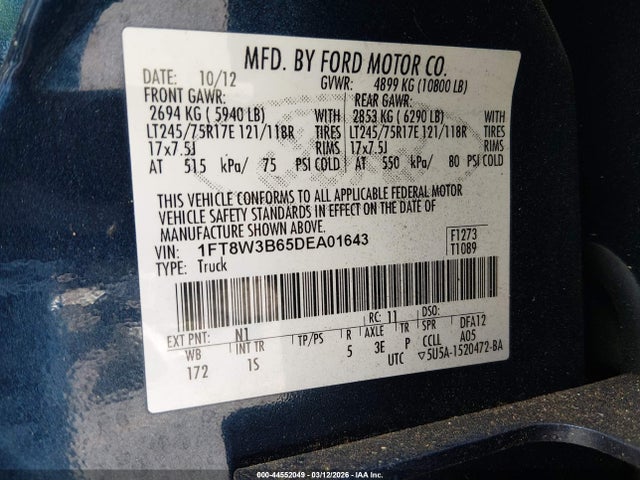 MFD. BY FORD MOTOR CO.
DATE: 10/12 GVWR: 4899 KG (10800 LB)
FRONT GAWR: REAR GAWR:
2694 KG ( 5940 LB) WITH 2853 KG ( 6290 LB) WITH
LT245/75R17E 121/118R TIRES LT245/75R17E 121/118R TIRES
17x7.5J RIMS 17x7.5J RIMS
AT 515 kPa/ 75 PSI COLD AT 550 kPa/ 80 PSI COLD
THIS VEHICLE CONFORMS TO ALL APPLICABLE FEDERAL MOTOR
VEHICLE SAFETY STANDARDS IN EFFECT ON THE DATE OF
MANUFACTURE SHOWN ABOVE.
VIN: 1FT8W3B65DEA01643 F1273
TYPE: Truck T1089
RC: 11 DSO:
EXT PNT: N1 DFA12
WB INT TR TP/PS R AXLE TR SPR A05
172 1S 5 3E P CCLL
UTC ▽5U5A-1520472-BA
000-44552049 03/12/2026 - IAA Inc.